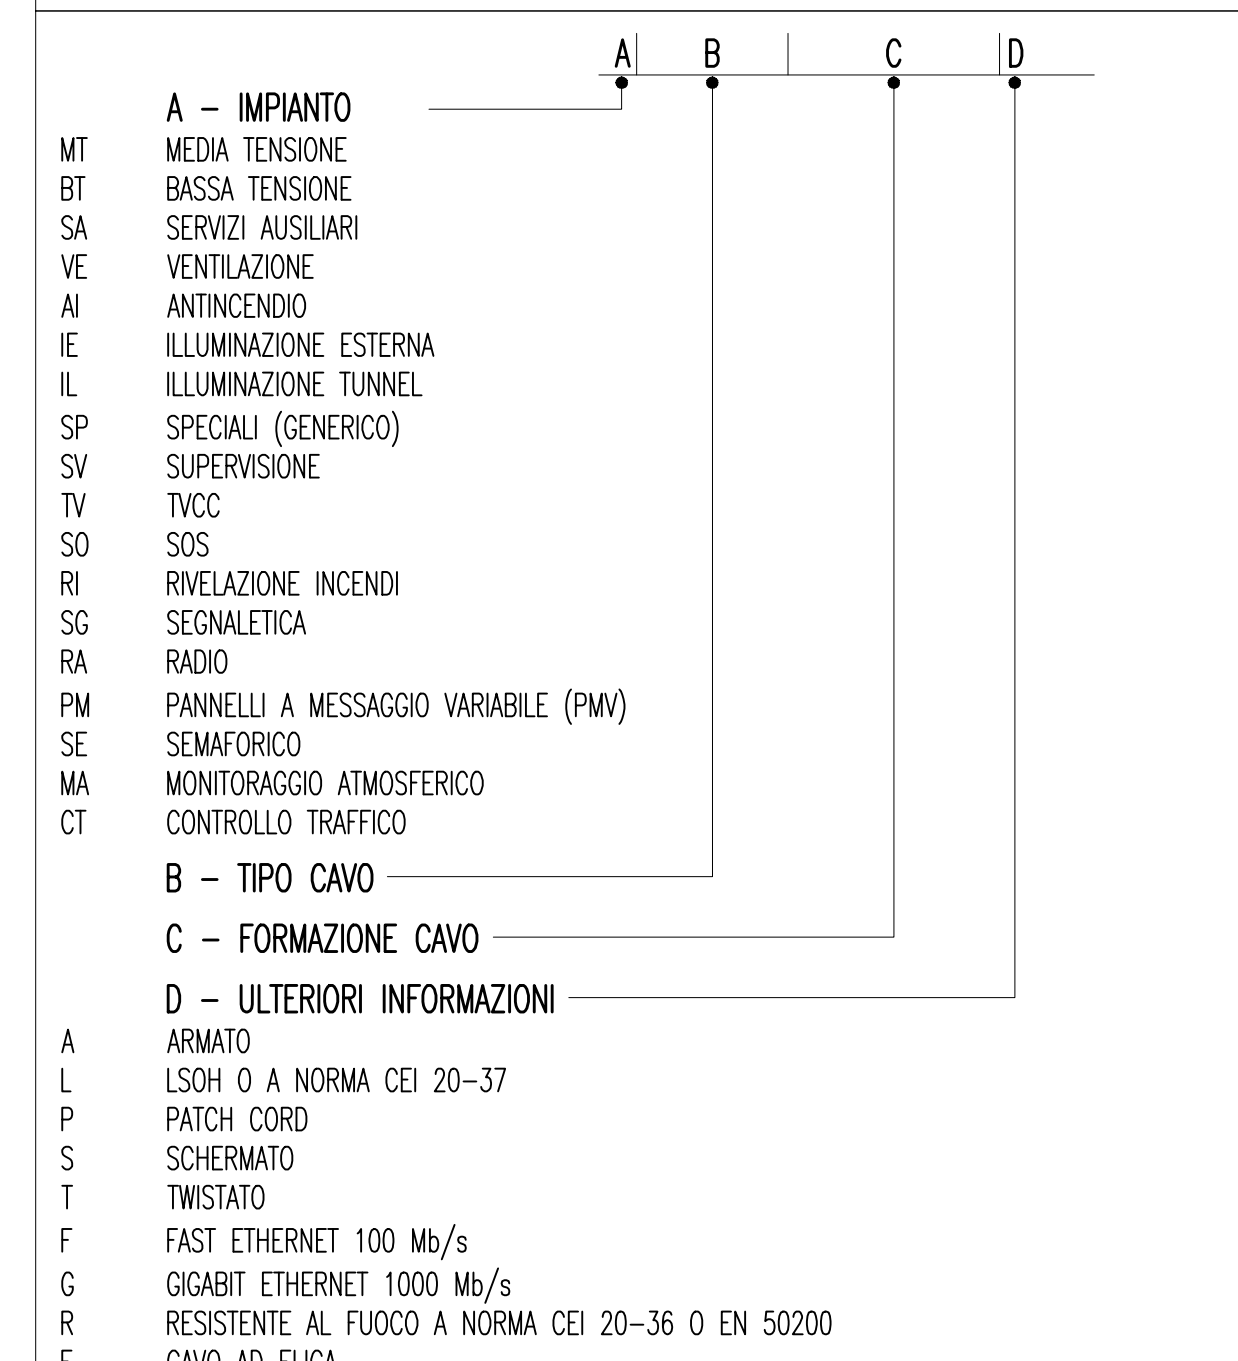 A B C D
A – IMPIANTO
MT MEDIA TENSIONE
BT BASSA TENSIONE
SA SERVIZI AUSILIARI
VE VENTILAZIONE
AI ANTINCENDIO
IE ILLUMINAZIONE ESTERNA
IL ILLUMINAZIONE TUNNEL
SP SPECIALI (GENERICO)
SV SUPERVISIONE
TV TVCC
SO SOS
RI RIVELAZIONE INCENDI
SG SEGNALETICA
RA RADIO
PM PANNELLI A MESSAGGIO VARIABILE (PMV)
SE SEMAFORICO
MA MONITORAGGIO ATMOSFERICO
CT CONTROLLO TRAFFICO
B – TIPO CAVO
C – FORMAZIONE CAVO
D – ULTERIORI INFORMAZIONI
A ARMATO
L LSOH O A NORMA CEI 20–37
P PATCH CORD
S SCHERMATO
T TWISTATO
F FAST ETHERNET 100 Mb/s
G GIGABIT ETHERNET 1000 Mb/s
R RESISTENTE AL FUOCO A NORMA CEI 20–36 O EN 50200
CAVO AD